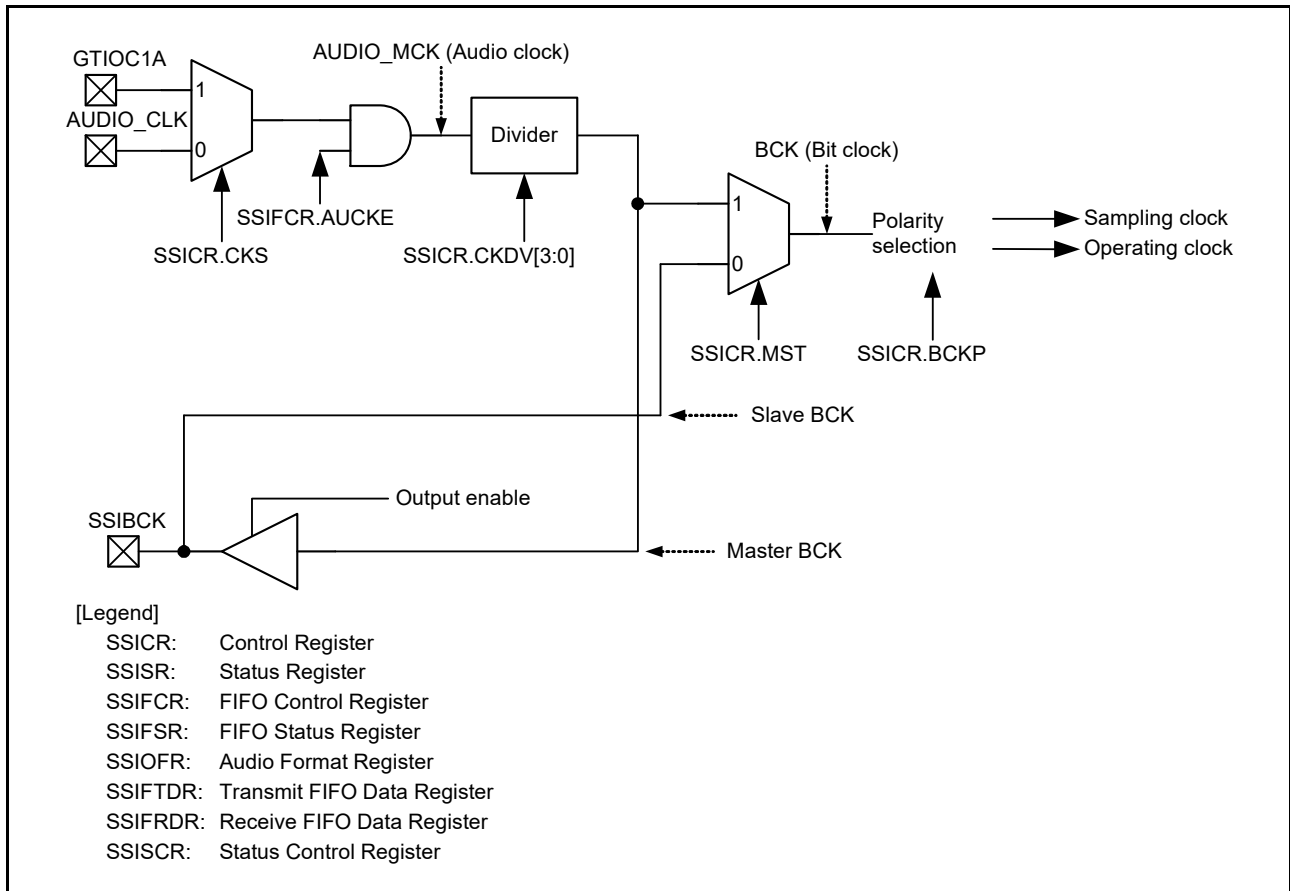 GTIOC1A
AUDIO_MCK (Audio clock)
1
AUDIO_CLK
0
Divider
BCK (Bit clock)
SSIFCR.AUCKE
1
Polarity
selection
Sampling clock
Operating clock
SSICR.CKS
SSICR.CKDV[3:0]
0
SSICR.MST
SSICR.BCKP
Slave BCK
Output enable
SSIBCK
Master BCK
[Legend]
SSICR: Control Register
SSISR: Status Register
SSIFCR: FIFO Control Register
SSIFSR: FIFO Status Register
SSIOFR: Audio Format Register
SSIFTDR: Transmit FIFO Data Register
SSIFRDR: Receive FIFO Data Register
SSISCR: Status Control Register